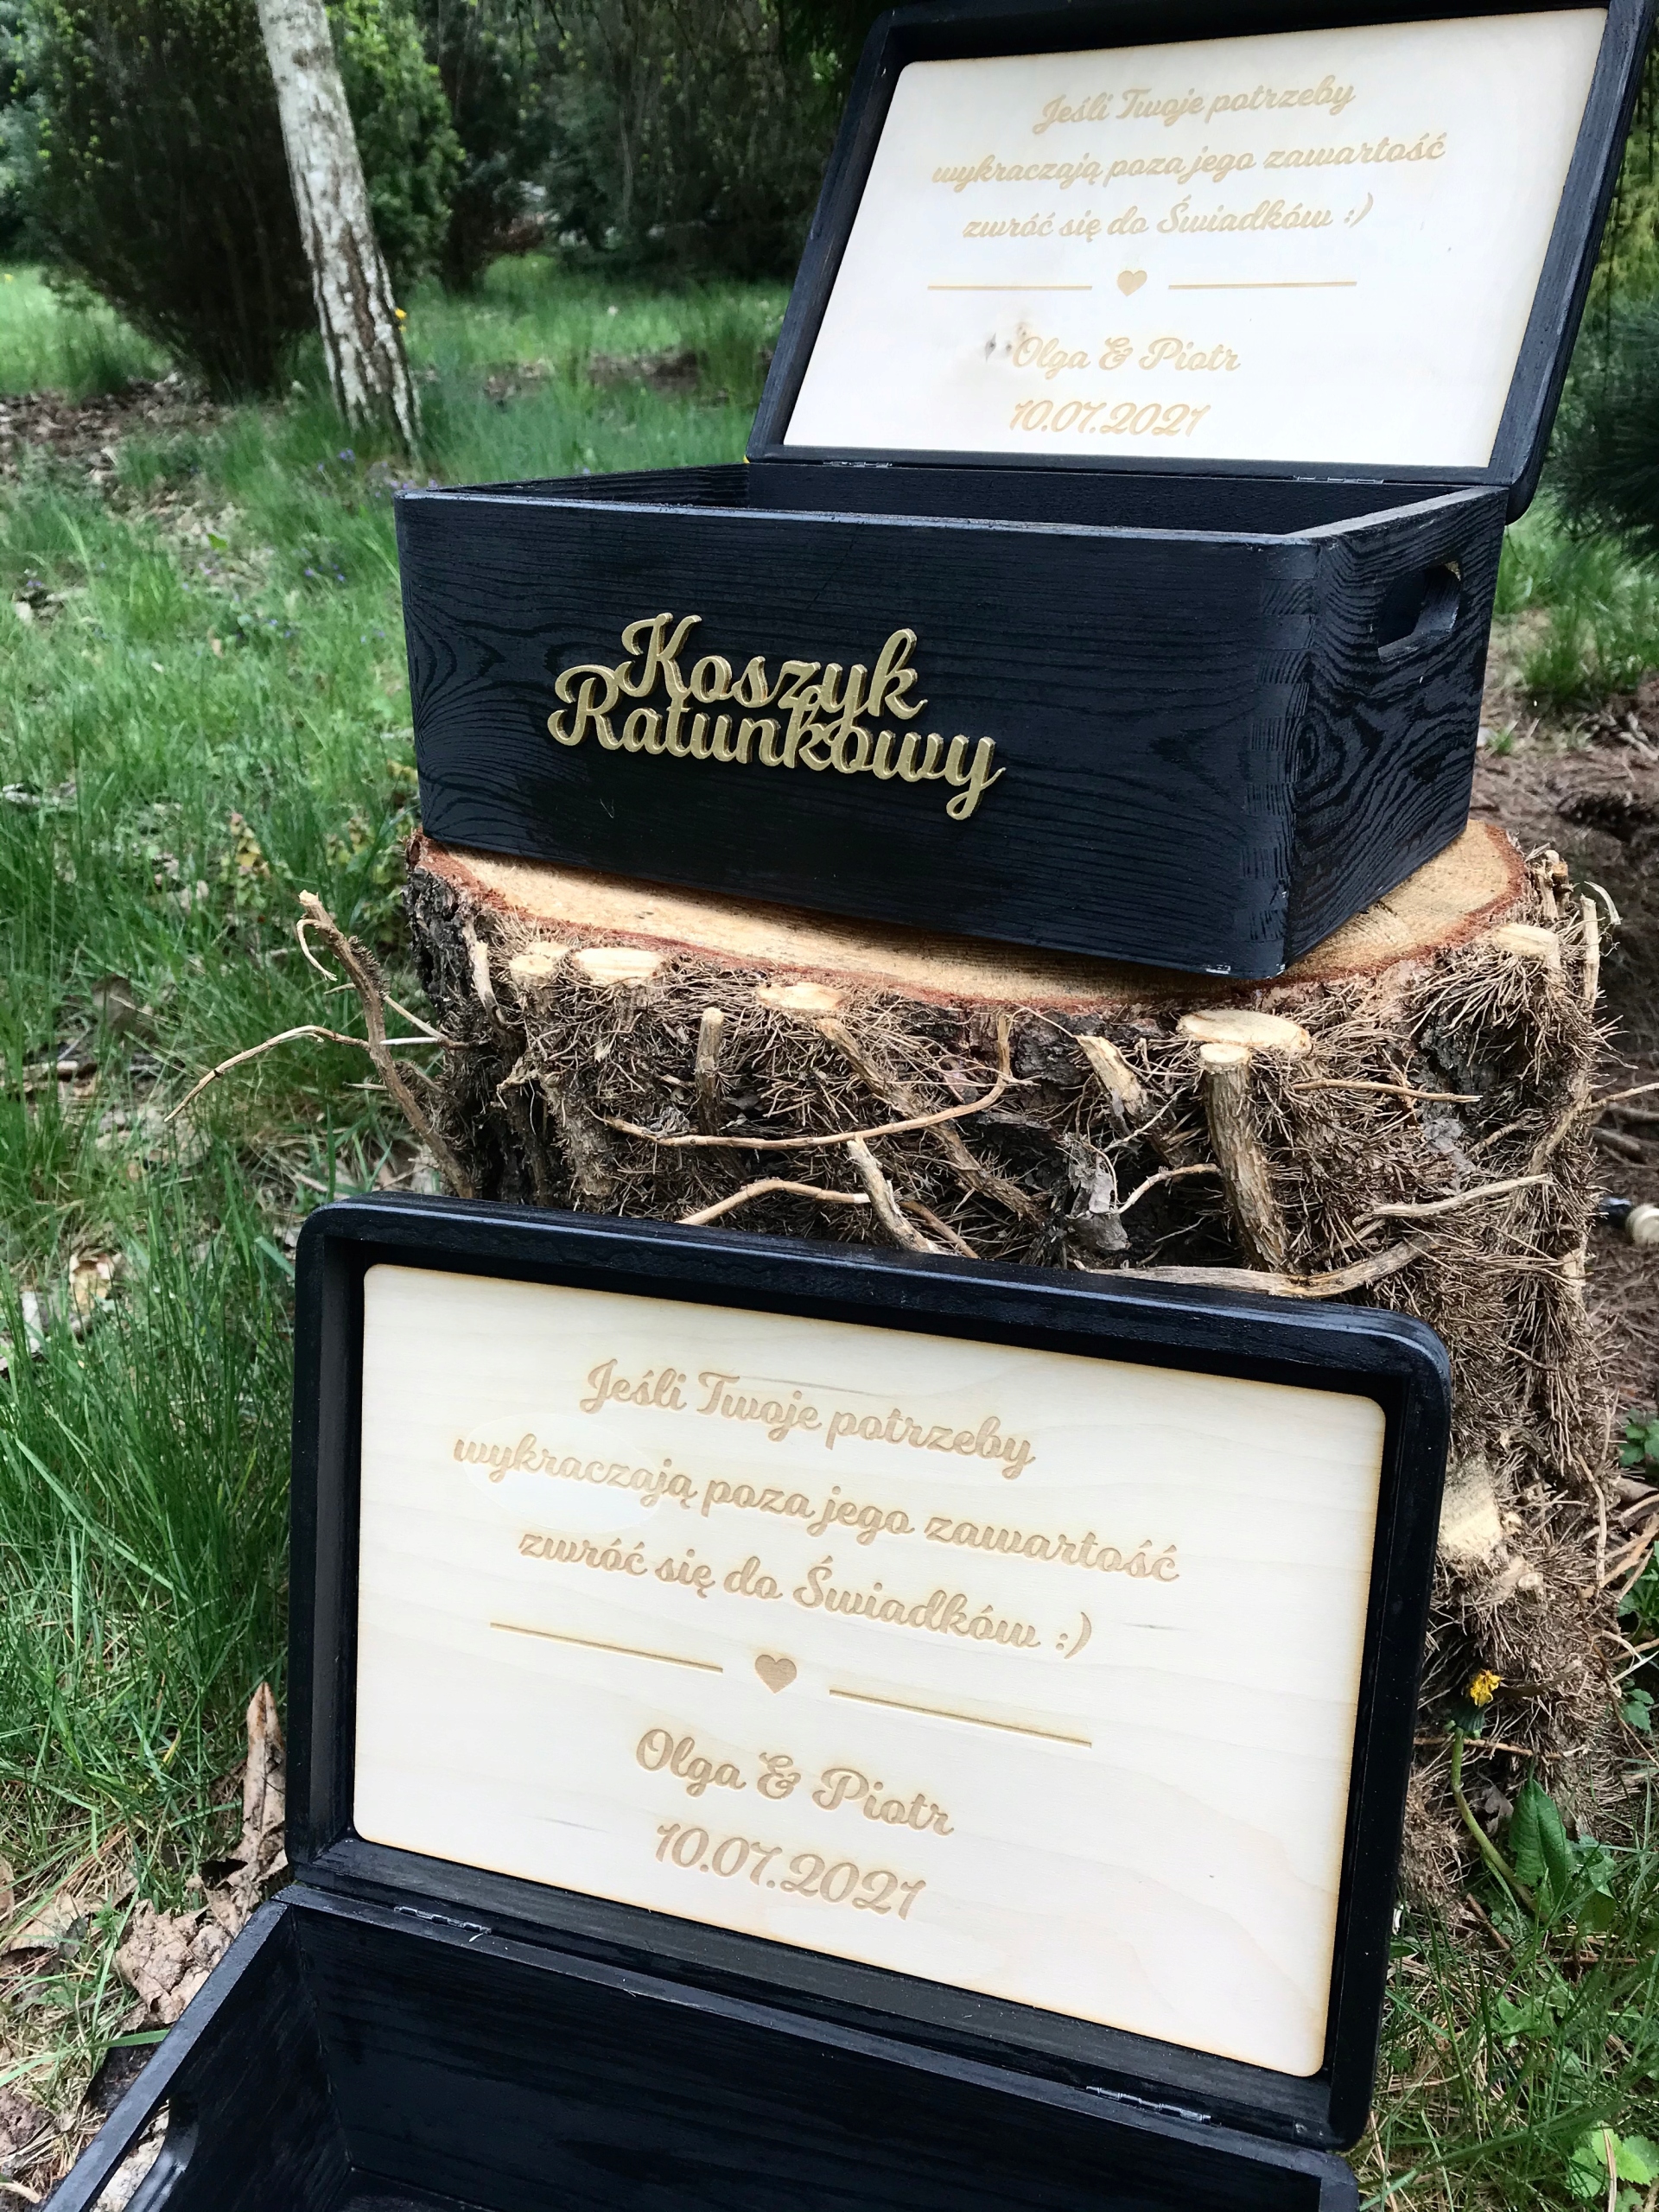 Jeśli Twoje potrzeby
wykraczają poza jego zawartość
zwróć się do Świadków :)
Olga & Piotr
10.07.2021
Koszyk
Ratunkowy
Jeśli Twoje potrzeby
wykraczają poza jego zawartość
zwróć się do Świadków :)
Olga & Piotr
10.07.2021